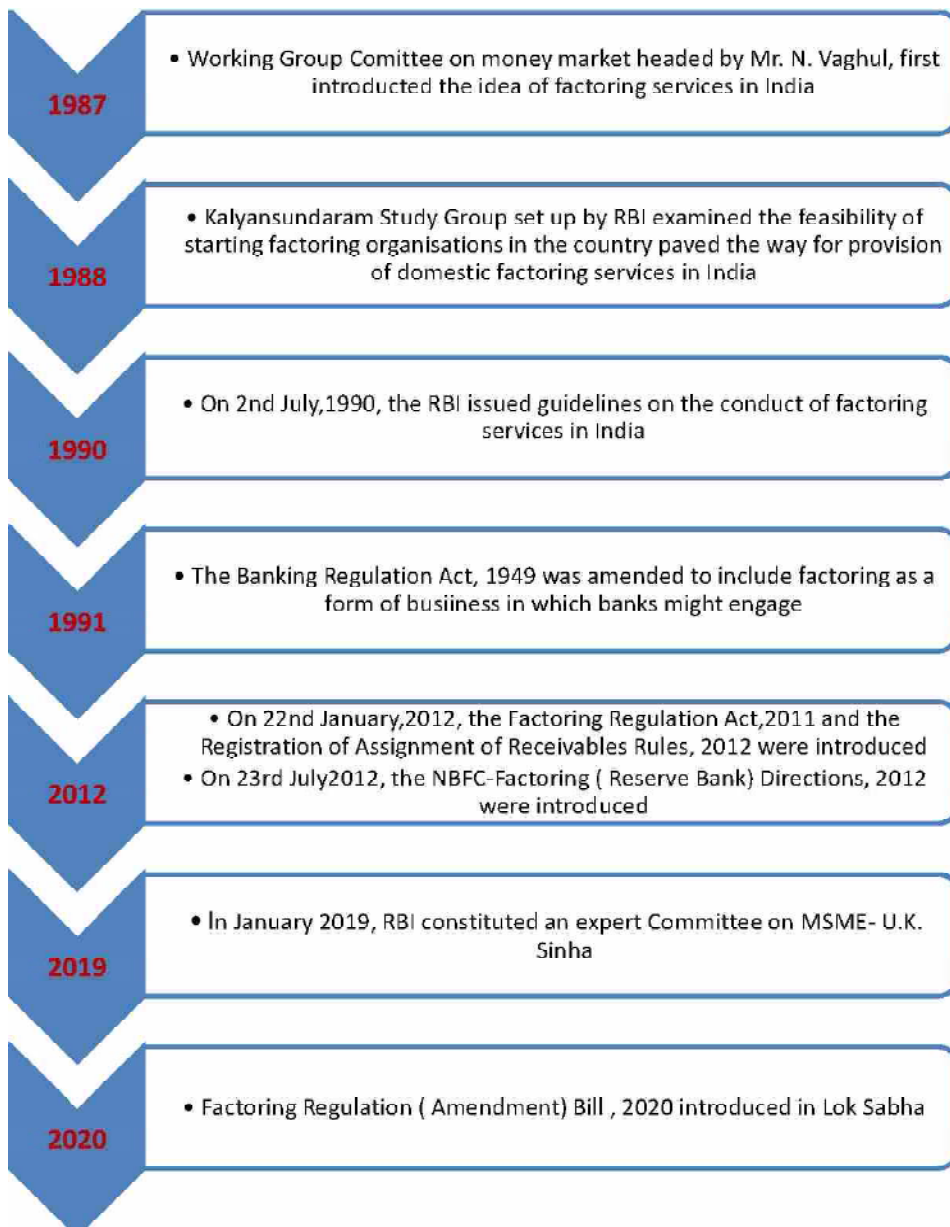 1987
• Working Group Comittee on money market headed by Mr. N. Vaghul, first
introducted the idea of factoring services in India
1988
• Kalyansundaram Study Group set up by RBI examined the feasibility of
starting factoring organisations in the country paved the way for provision
of domestic factoring services in India
1990
• On 2nd July,1990, the RBI issued guidelines on the conduct of factoring
services in India
1991
• The Banking Regulation Act, 1949 was amended to include factoring as a
form of busiiness in which banks might engage
2012
• On 22nd January,2012, the Factoring Regulation Act,2011 and the
Registration of Assignment of Receivables Rules, 2012 were introduced
• On 23rd July2012, the NBFC-Factoring ( Reserve Bank) Directions, 2012
were introduced
2019
• In January 2019, RBI constituted an expert Committee on MSME- U.K.
Sinha
2020
• Factoring Regulation ( Amendment) Bill , 2020 introduced in Lok Sabha